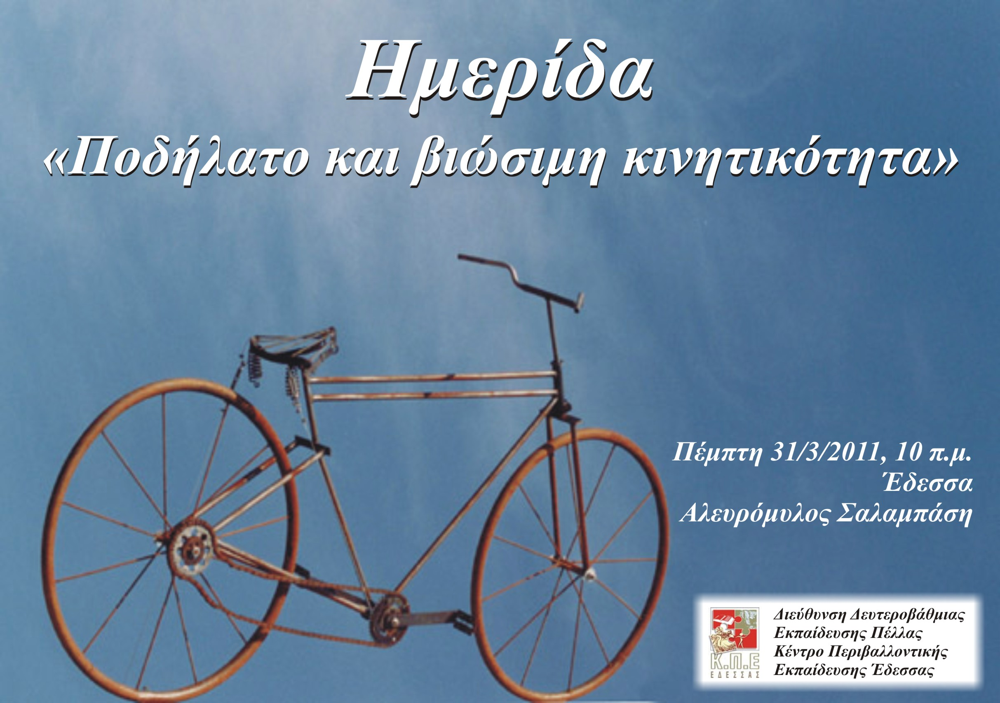 Ημερίδα
«Ποδήλατο και βιώσιμη κινητικότητα»
Πέμπτη 31/3/2011, 10 π.μ.
Έδεσσα
Αλευρόμυλος Σαλαμπάση
Διεύθυνση Δευτεροβάθμιας
Εκπαίδευσης Πέλλας
Κέντρο Περιβαλλοντικής
Εκπαίδευσης Έδεσσας
Κ.Π.Ε
ΕΔΕΣΣΑΣ